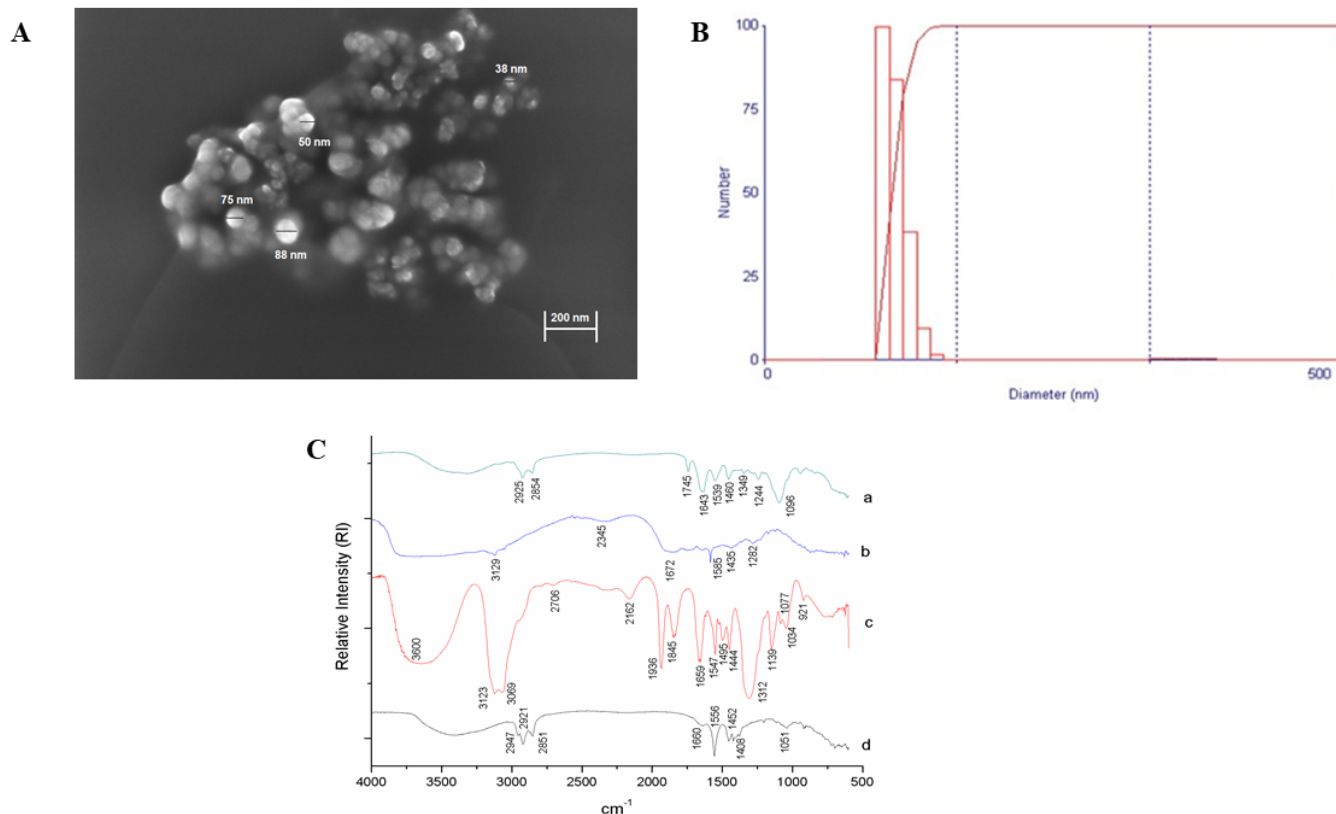 A
38 nm
50 nm
75 nm
88 nm
200 nm
B
100
75
50
25
0
Number
0
500
Diameter (nm)
C
Relative Intensity (RI)
2925
2854
1745
1643
1539
1460
1349
1244
1096
a
3129
2345
1672
1585
1435
1282
b
3600
3123
3069
2706
2162
1936
1845
1659
1547
1495
1444
1312
1139
1077
1034
921
c
2947
2921
2851
1660
1556
1452
1408
1051
d
4000 3500 3000 2500 2000 1500 1000 500
cm⁻¹